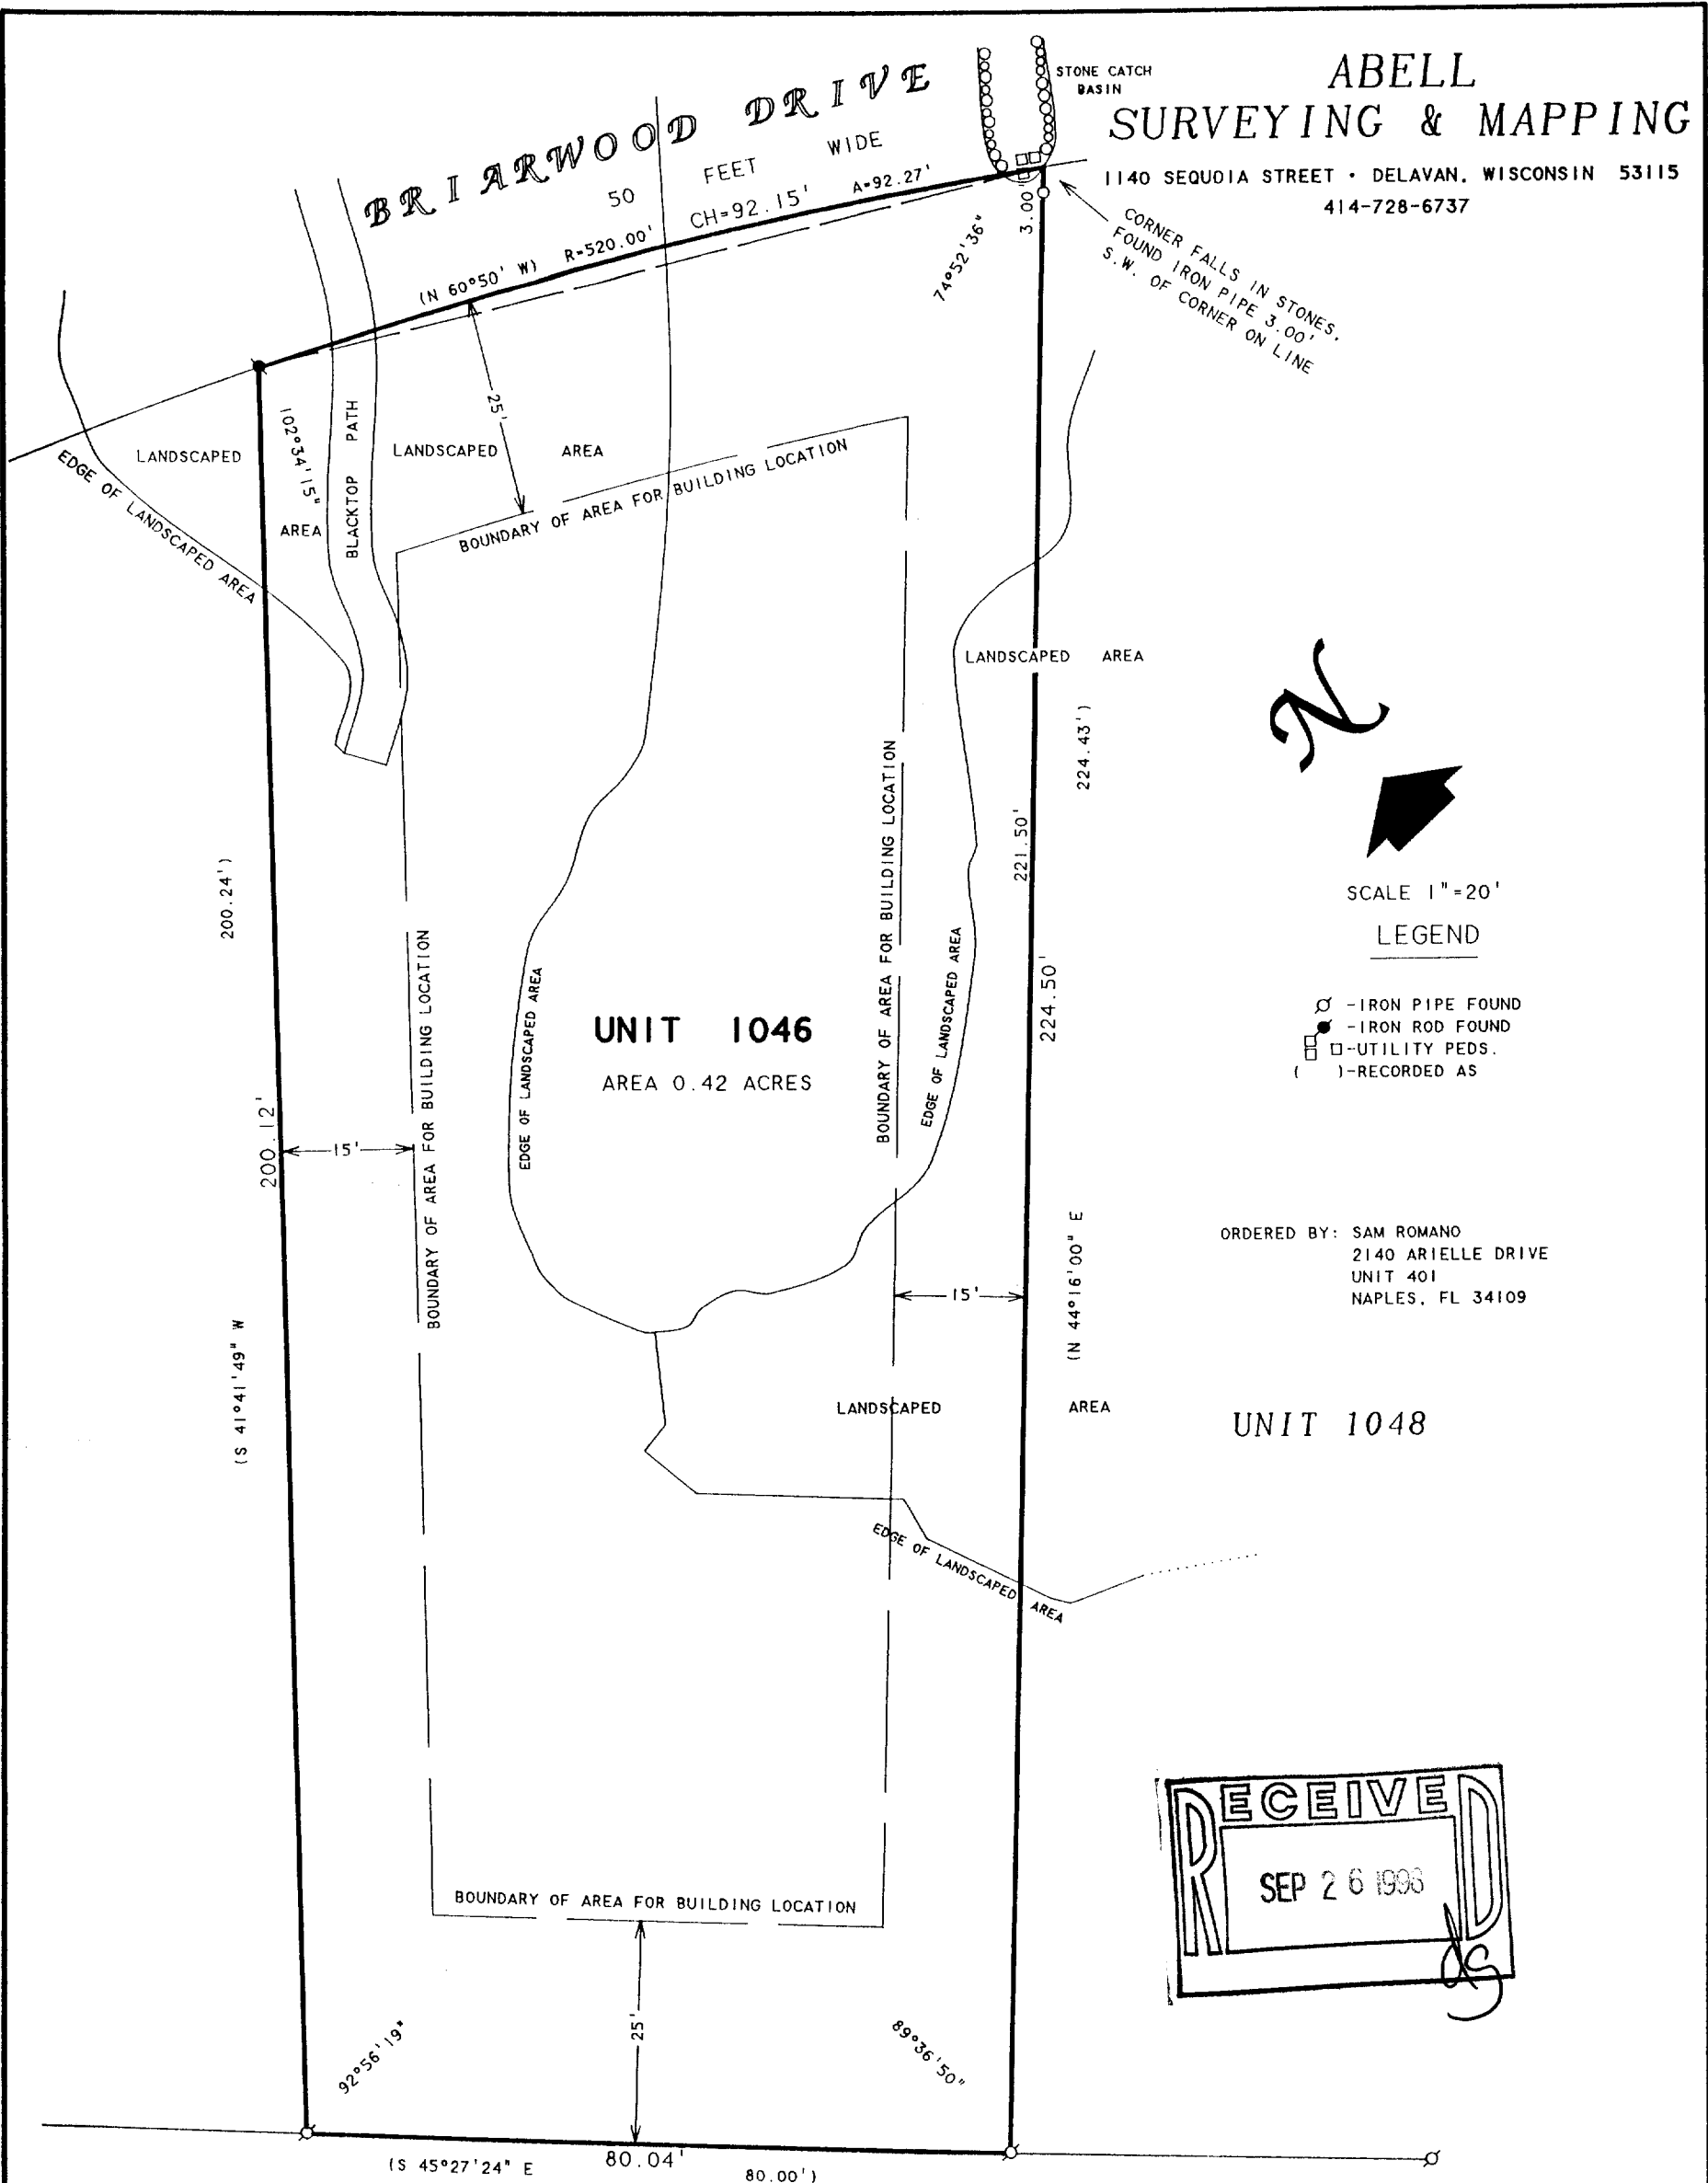 ABELL
SURVEYING & MAPPING
1140 SEQUOIA STREET • DELAVAN, WISCONSIN 53115
414-728-6737
BRIARWOOD DRIVE
50 FEET WIDE
STONE CATCH
BASIN
(N 60°50' W) R=520.00' CH=92.15' A=92.27'
3.00'
74°52'36"
CORNER FALLS IN STONES.
FOUND IRON PIPE 3.00'
S.W. OF CORNER ON LINE
102°34'15"
BLACKTOP PATH
25'
LANDSCAPED
AREA
LANDSCAPED AREA
EDGE OF LANDSCAPED AREA
BOUNDARY OF AREA FOR BUILDING LOCATION
LANDSCAPED AREA
N
224.43')
221.50'
200.24')
SCALE 1"=20'
LEGEND
-IRON PIPE FOUND
-IRON ROD FOUND
-UTILITY PEDS.
( )-RECORDED AS
BOUNDARY OF AREA FOR BUILDING LOCATION
EDGE OF LANDSCAPED AREA
UNIT 1046
AREA 0.42 ACRES
BOUNDARY OF AREA FOR BUILDING LOCATION
EDGE OF LANDSCAPED AREA
224.50'
200.12'
15'
15'
(N 44°16'00" E
(S 41°41'49" W
ORDERED BY: SAM ROMANO
2140 ARIELLE DRIVE
UNIT 401
NAPLES, FL 34109
LANDSCAPED AREA
UNIT 1048
EDGE OF LANDSCAPED AREA
RECEIVED
SEP 26
BOUNDARY OF AREA FOR BUILDING LOCATION
25'
92°56'19"
89°36'50"
(S 45°27'24" E 80.04' 80.00')